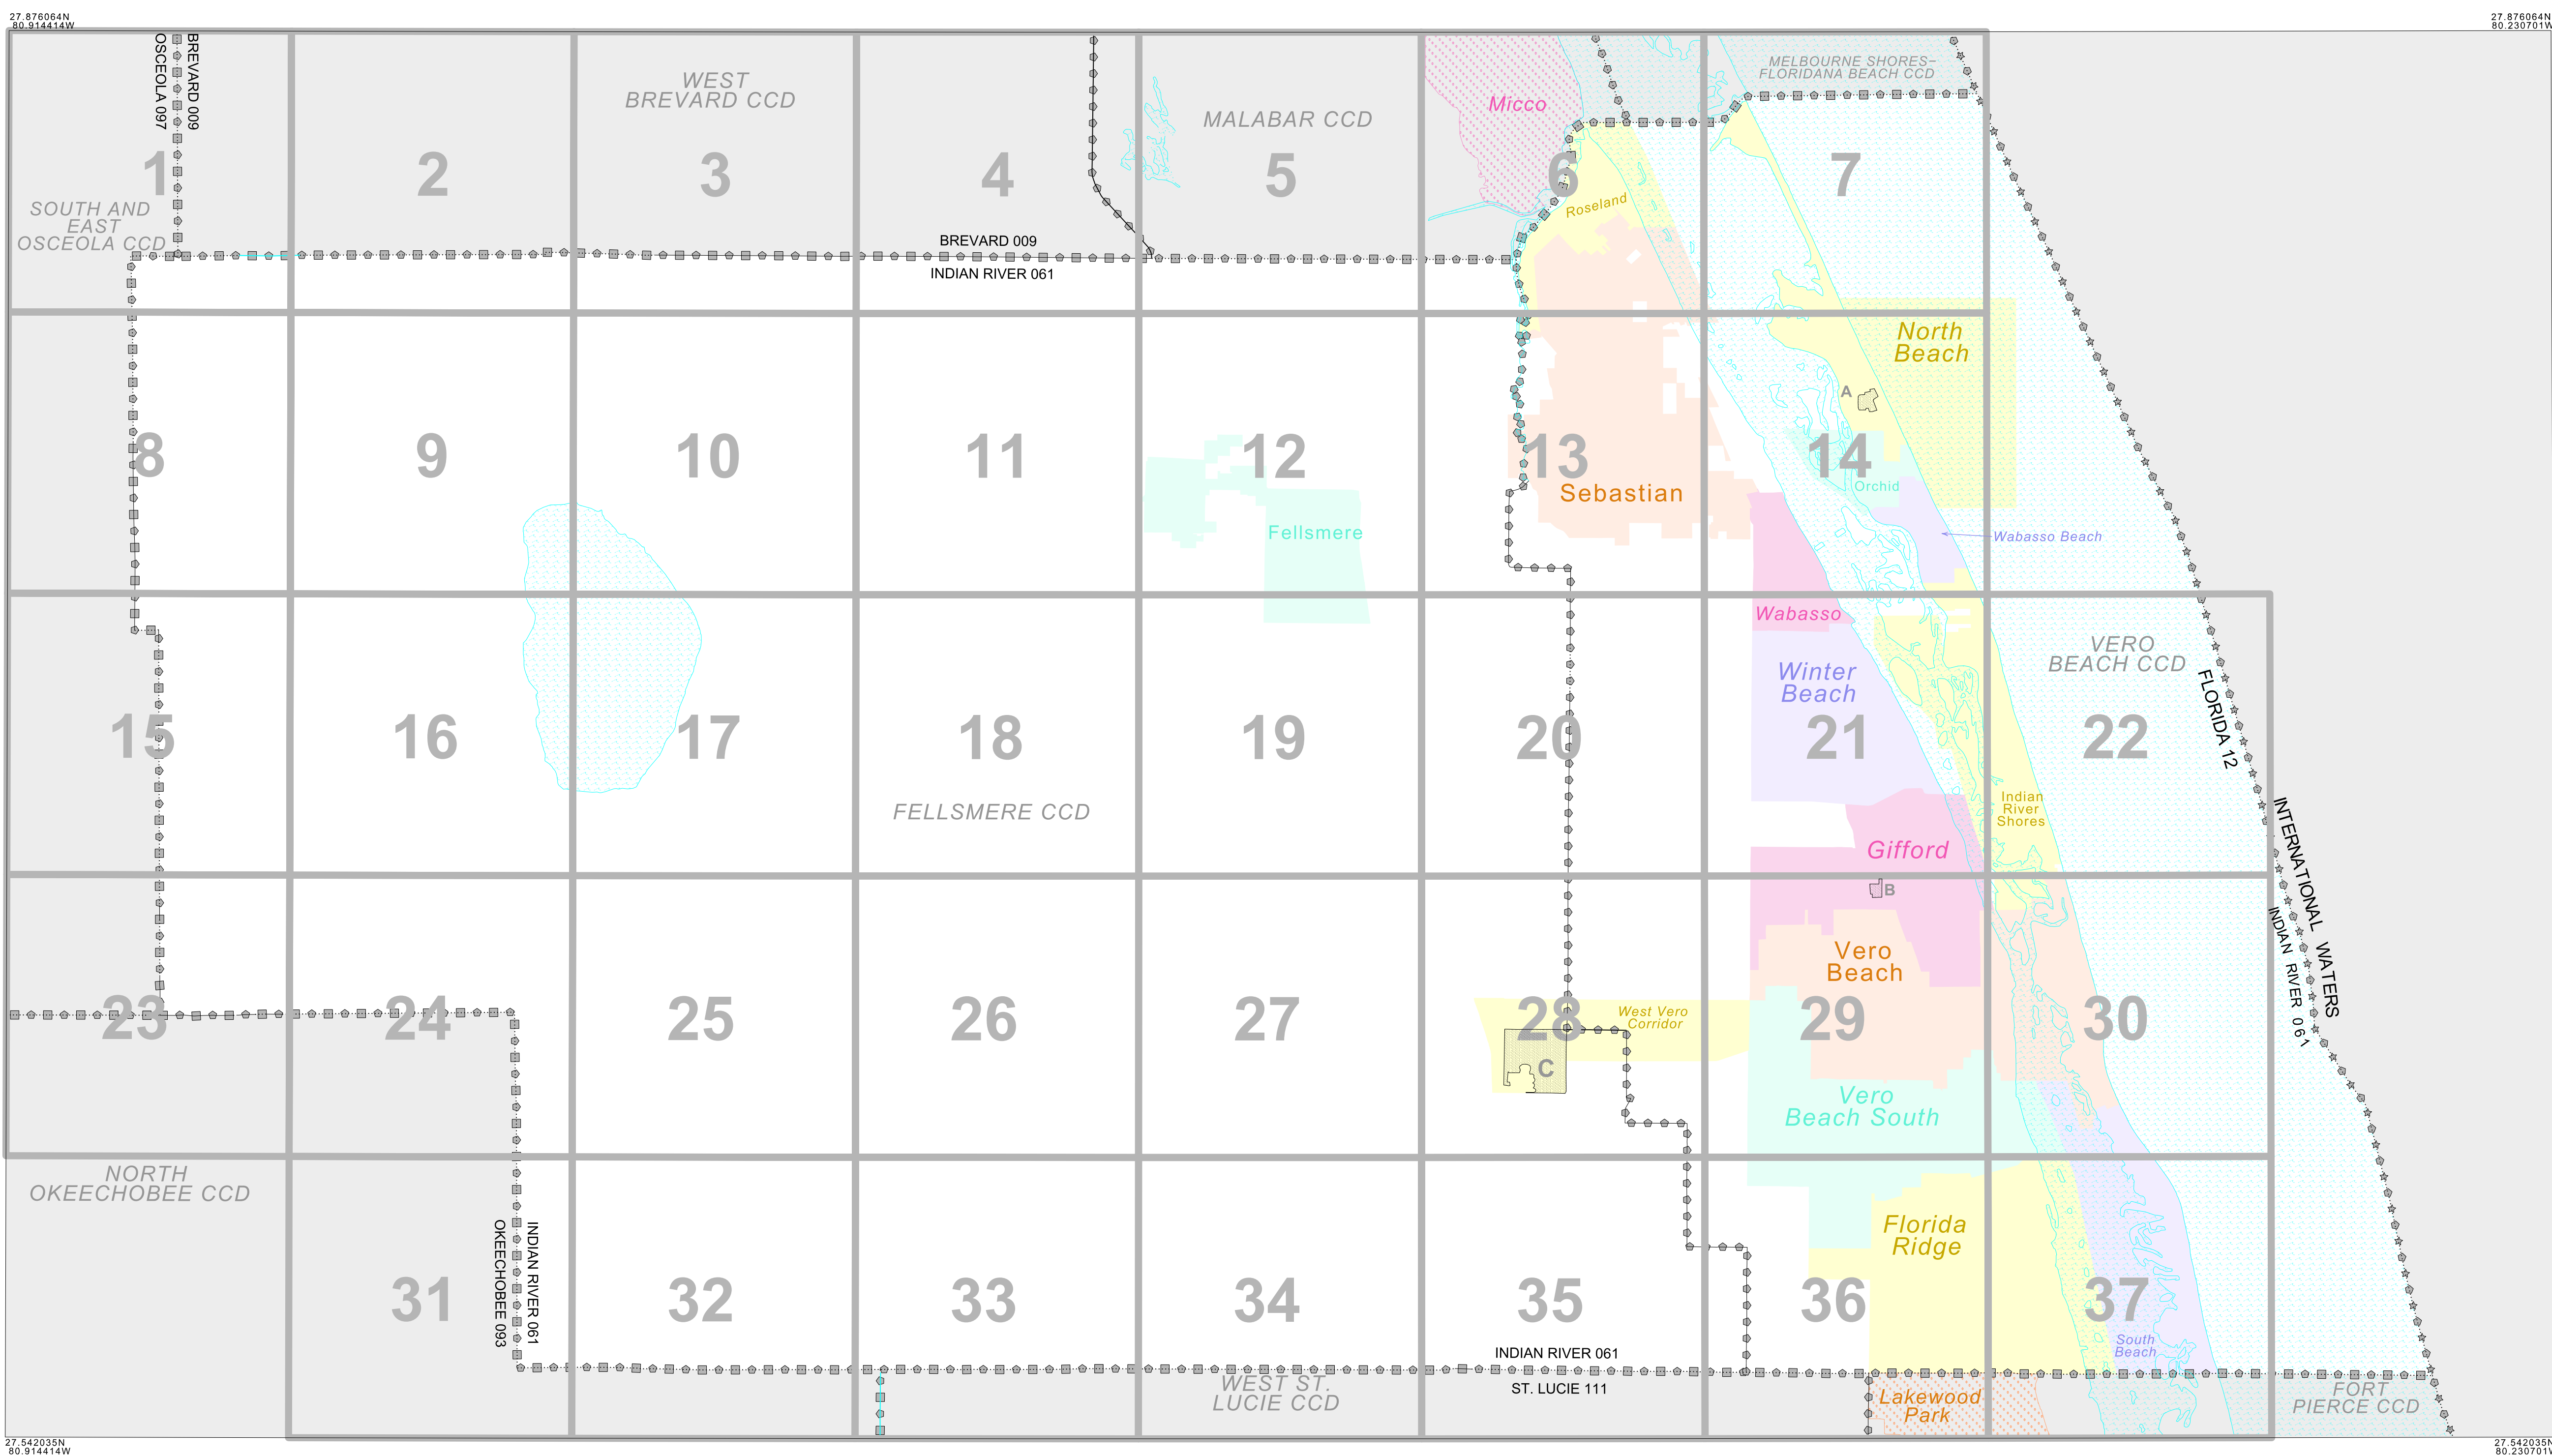 27.876064N
80.914414W
27.876064N
80.230701W
OSCEOLA 097
BREVARD 009
WEST
BREVARD CCD
MALABAR CCD
Micco
MELBOURNE SHORES–
FLORIDANA BEACH CCD
1
2
3
4
5
6
7
SOUTH AND
EAST
OSCEOLA CCD
Roseland
BREVARD 009
INDIAN RIVER 061
North
Beach
A
8
9
10
11
12
13
14
Sebastian
Orchid
Fellsmere
Wabasso Beach
Wabasso
VERO
BEACH CCD
Winter
Beach
FLORIDA 12
15
16
17
18
19
20
21
22
FELLSMERE CCD
Indian
River
Shores
INTERNATIONAL WATERS
INDIAN RIVER 061
Gifford
B
Vero
Beach
23
24
25
26
27
28
29
30
West Vero
Corridor
C
Vero
Beach South
NORTH
OKEECHOBEE CCD
OKEECHOBEE 093
INDIAN RIVER 061
Florida
Ridge
31
32
33
34
35
36
37
South
Beach
INDIAN RIVER 061
ST. LUCIE 111
WEST ST.
LUCIE CCD
Lakewood
Park
FORT
PIERCE CCD
27.542035N
80.914414W
27.542035N
80.230701W